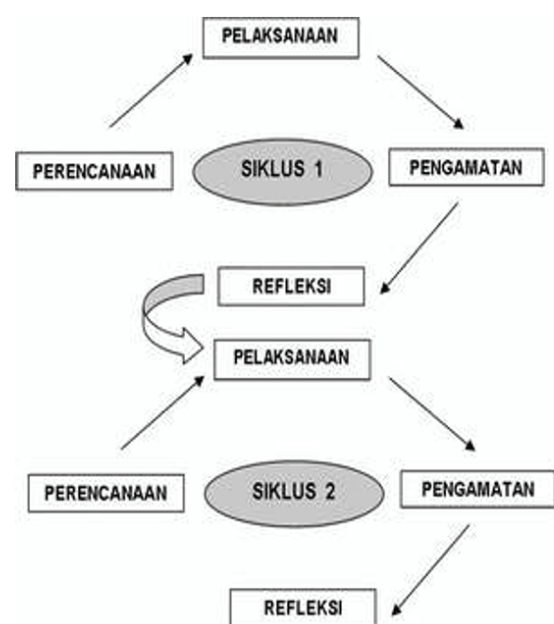 PELAKSANAAN
PERENCANAAN
SIKLUS 1
PENGAMATAN
REFLEKSI
PELAKSANAAN
PERENCANAAN
SIKLUS 2
PENGAMATAN
REFLEKSI